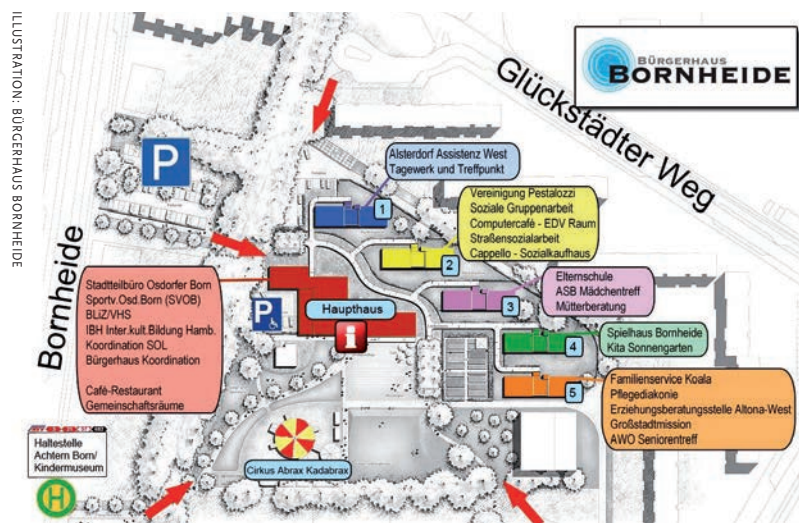 ILLUSTRATION: BÜRGERHAUS BORNHEIDE
BÜRGERHAUS
BORNHEIDE
Glückstädter Weg
P
Alsterdorf Assistenz West
Tagewerk und Treffpunkt
1
Vereinigung Pestalozzi
Soziale Gruppenarbeit
Computercafé - EDV Raum
Straßensozialarbeit
Cappello - Sozialkaufhaus
2
Bornheide
Stadtteilbüro Osdorfer Born
Sportv.Osd.Born (SVOB)
BLiZ/VHS
IBH Inter.kult.Bildung Hamb.
Koordination SOL
Bürgerhaus Koordination
Café-Restaurant
Gemeinschaftsräume
P
Haupthaus
i
Elternschule
ASB Mädchentreff
Mütterberatung
3
Spielhaus Bornheide
Kita Sonnengarten
4
Familienservice Koala
Pflegediakonie
Erziehungsberatungsstelle Altona-West
Großstadtmission
AWO Seniorentreff
5
Cirkus Abrax Kadabrax
Haltestelle
Achtern Born/
Kindermuseum
H